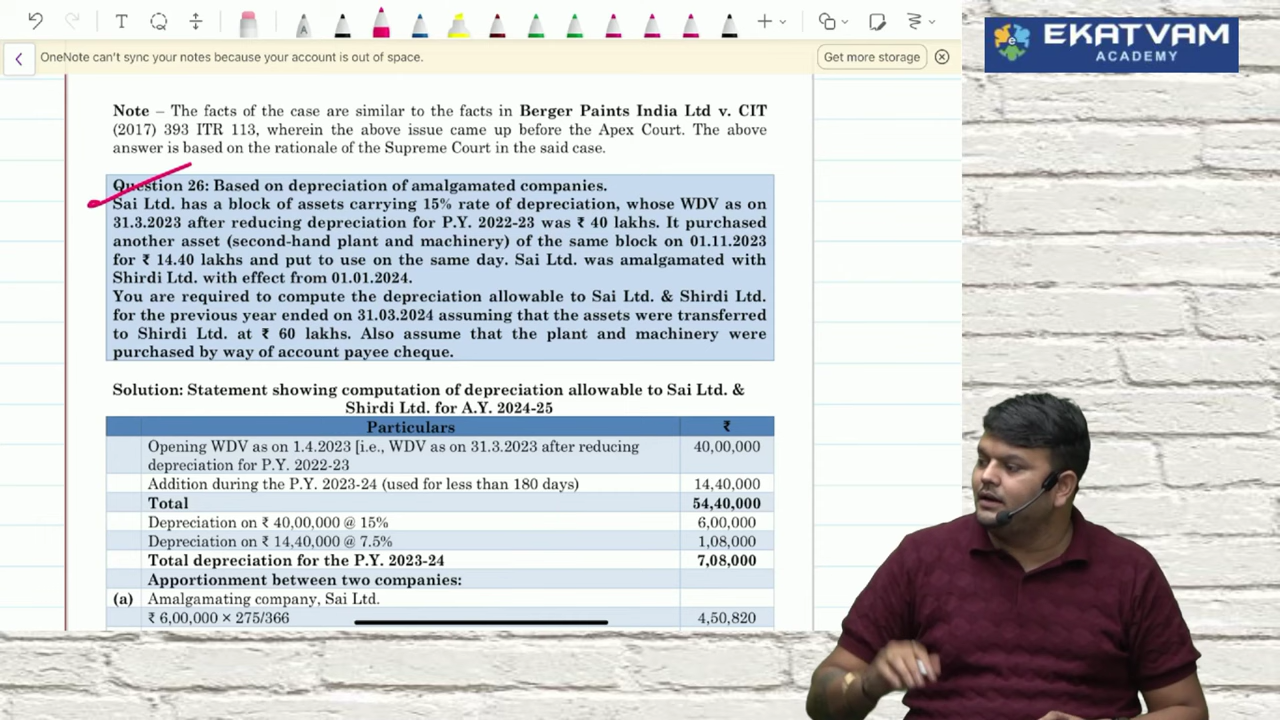 EKATVAM
ACADEMY
OneNote can't sync your notes because your account is out of space.
Get more storage
Note – The facts of the case are similar to the facts in Berger Paints India Ltd v. CIT
(2017) 393 ITR 113, wherein the above issue came up before the Apex Court. The above
answer is based on the rationale of the Supreme Court in the said case.
Question 26: Based on depreciation of amalgamated companies.
Sai Ltd. has a block of assets carrying 15% rate of depreciation, whose WDV as on
31.3.2023 after reducing depreciation for P.Y. 2022-23 was ₹ 40 lakhs. It purchased
another asset (second-hand plant and machinery) of the same block on 01.11.2023
for ₹ 14.40 lakhs and put to use on the same day. Sai Ltd. was amalgamated with
Shirdi Ltd. with effect from 01.01.2024.
You are required to compute the depreciation allowable to Sai Ltd. & Shirdi Ltd.
for the previous year ended on 31.03.2024 assuming that the assets were transferred
to Shirdi Ltd. at ₹ 60 lakhs. Also assume that the plant and machinery were
purchased by way of account payee cheque.
Solution: Statement showing computation of depreciation allowable to Sai Ltd. &
Shirdi Ltd. for A.Y. 2024-25
Particulars ₹
Opening WDV as on 1.4.2023 [i.e., WDV as on 31.3.2023 after reducing 40,00,000
depreciation for P.Y. 2022-23
Addition during the P.Y. 2023-24 (used for less than 180 days) 14,40,000
Total 54,40,000
Depreciation on ₹ 40,00,000 @ 15% 6,00,000
Depreciation on ₹ 14,40,000 @ 7.5% 1,08,000
Total depreciation for the P.Y. 2023-24 7,08,000
Apportionment between two companies:
(a) Amalgamating company, Sai Ltd.
₹ 6,00,000 × 275/366 4,50,820